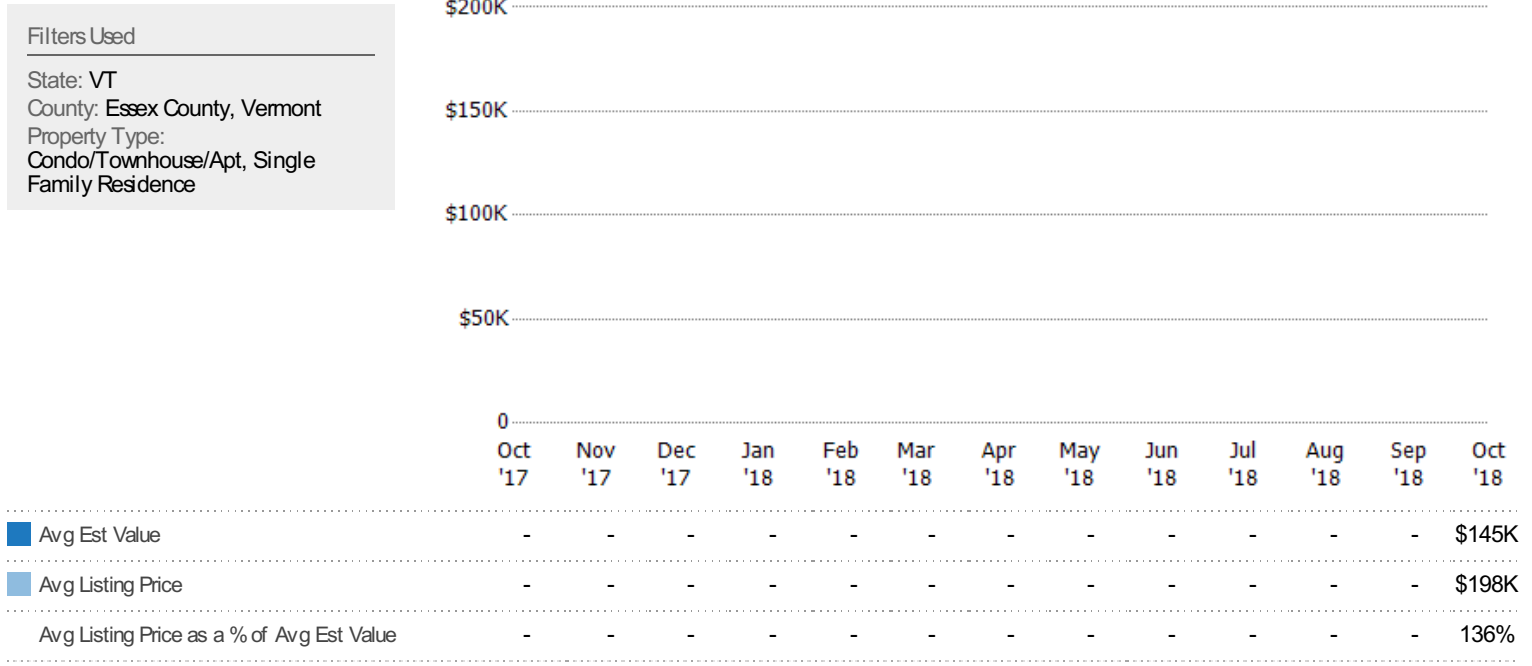 Filters Used
State: VT
County: Essex County, Vermont
Property Type:
Condo/Townhouse/Apt, Single
Family Residence
$200K
$150K
$100K
$50K
0
Oct Nov Dec Jan Feb Mar Apr May Jun Jul Aug Sep Oct
'17 '17 '17 '18 '18 '18 '18 '18 '18 '18 '18 '18 '18
Avg Est Value - - - - - - - - - - - - $145K
Avg Listing Price - - - - - - - - - - - - $198K
Avg Listing Price as a % of Avg Est Value - - - - - - - - - - - - 136%